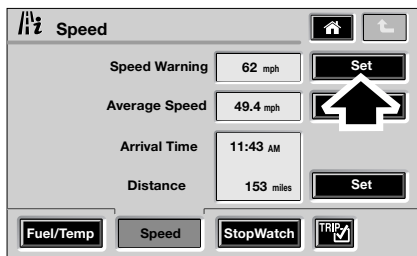 Speed
Speed Warning 62 mph Set
Average Speed 49.4 mph
Arrival Time 11:43 AM
Distance 153 miles Set
Fuel/Temp Speed StopWatch TRIP